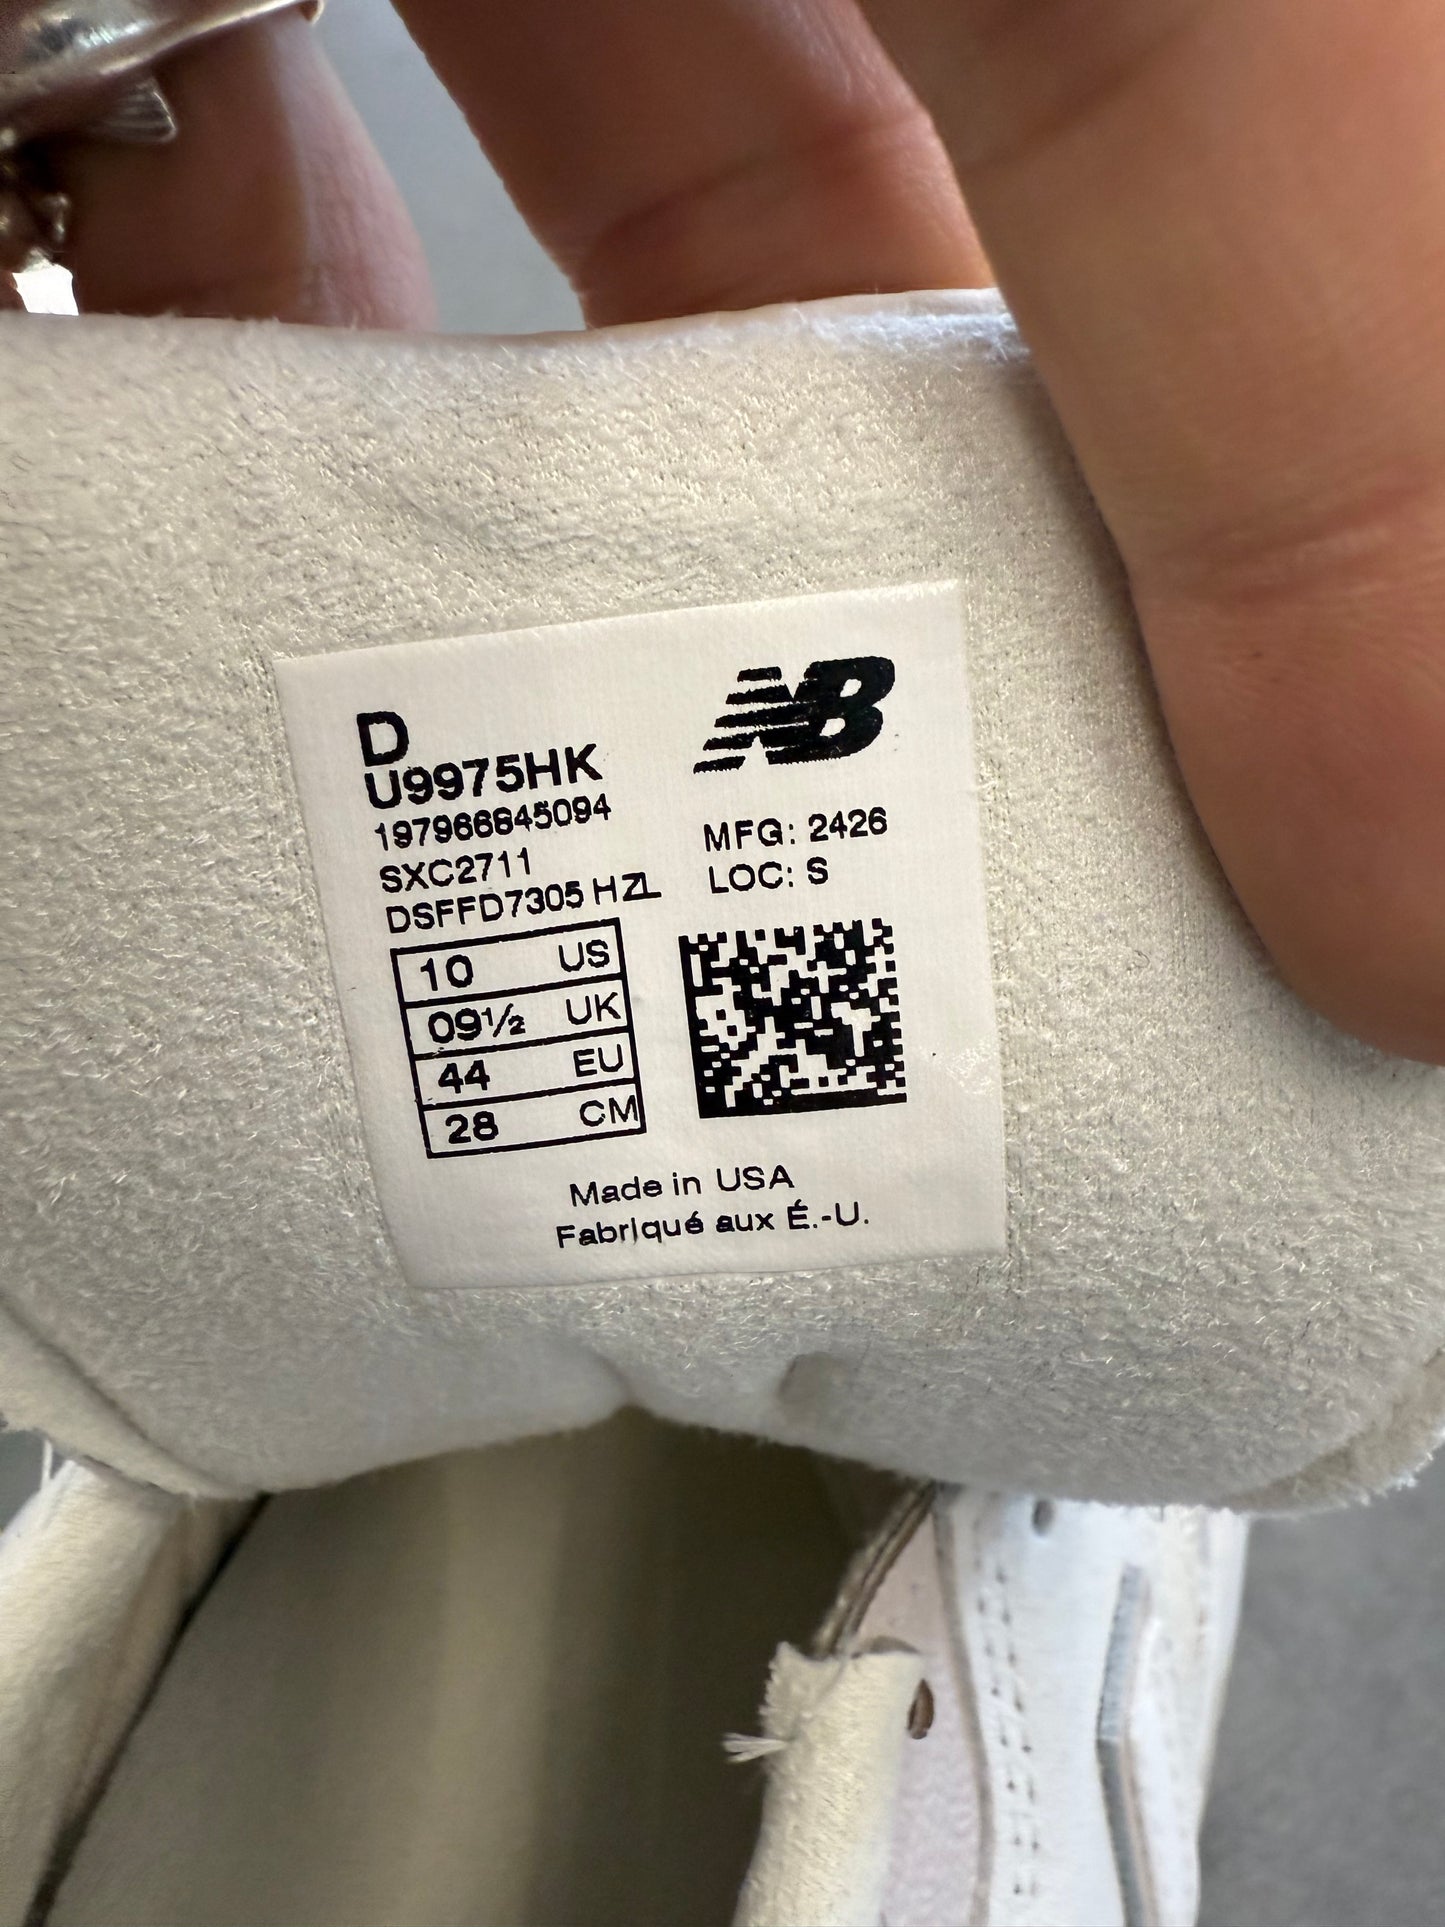 NB
D
U9975HK
197966645094
MFG: 2426
SXC2711
LOC: S
DSFFD7305 HZL
10 US
09½ UK
44 EU
28 CM
Made in USA
Fabriqué aux É.-U.